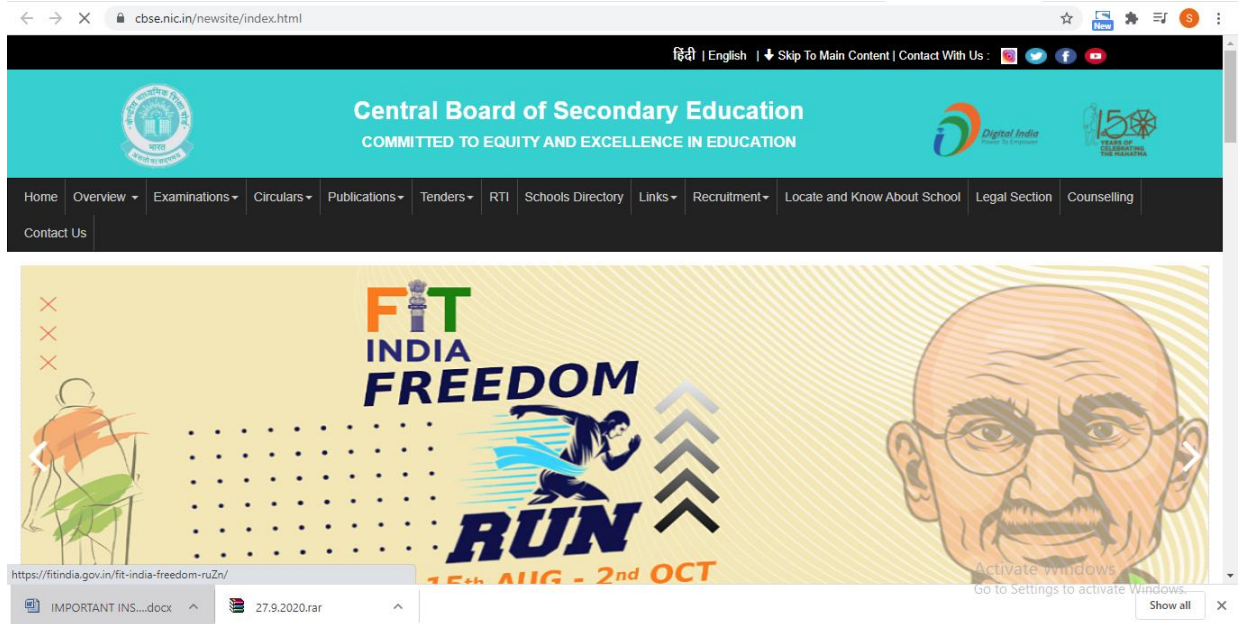 cbse.nic.in/newsite/index.html
New
S
हिंदी | English | Skip To Main Content | Contact With Us :
भारत
Central Board of Secondary Education
COMMITTED TO EQUITY AND EXCELLENCE IN EDUCATION
Digital India
Power To Empower
150
YEARS OF
CELEBRATING
THE MAHATMA
Home Overview Examinations Circulars Publications Tenders RTI Schools Directory Links Recruitment Locate and Know About School Legal Section Counselling
Contact Us
FIT
INDIA
FREEDOM
RUN
15th AUG - 2nd OCT
https://fitindia.gov.in/fit-india-freedom-ruZn/
Activate Windows
Go to Settings to activate Windows.
IMPORTANT INS....docx 27.9.2020.rar Show all